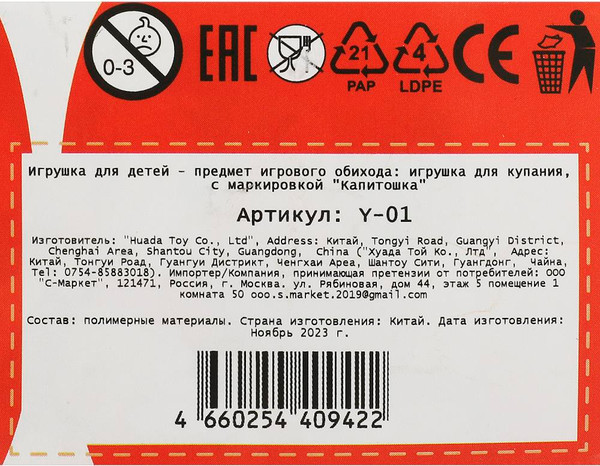 0-3
EAC
21
PAP
4
LDPE
CE
Игрушка для детей - предмет игрового обихода: игрушка для купания,
с маркировкой "Капитошка"
Артикул: Y-01
Изготовитель: "Huada Toy Co., Ltd", Address: Китай, Tongyi Road, Guangyi District,
Chenghai Area, Shantou City, Guangdong, China ("Хуада Той Ко., Лтд", Адрес:
Китай, Тонгуи Роад, Гуангуи Дистрикт, Ченгхаи Ареа, Шантоу Сити, Гуангдонг, Чайна,
Tel: 0754-85883018). Импортер/Компания, принимающая претензии от потребителей: ООО
"С-Маркет", 121471, Россия, г. Москва. ул. Рябиновая, дом 44, этаж 5 помещение 1
комната 50 ooo.s.market.2019@gmail.com
Состав: полимерные материалы. Страна изготовления: Китай. Дата изготовления:
Ноябрь 2023 г.
4 660254 409422